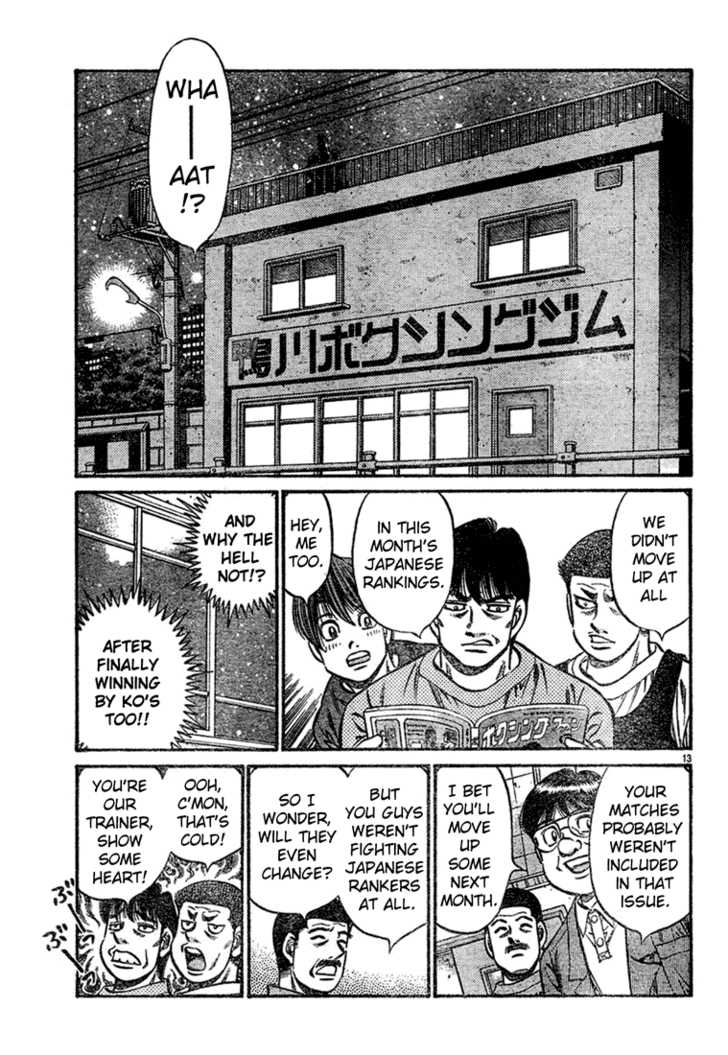 WHA
—
AAT
!?
鴨川ボクシングジム
WE
DIDN'T
MOVE
UP AT
ALL
IN THIS
MONTH'S
JAPANESE
RANKINGS.
HEY,
ME
TOO.
AND
WHY THE
HELL
NOT!?
AFTER
FINALLY
WINNING
BY KO'S
TOO!!
13
YOUR
MATCHES
PROBABLY
WEREN'T
INCLUDED
IN THAT
ISSUE.
I BET
YOU'LL
MOVE
UP
SOME
NEXT
MONTH.
BUT
YOU GUYS
WEREN'T
FIGHTING
JAPANESE
RANKERS
AT ALL.
SO I
WONDER,
WILL THEY
EVEN
CHANGE?
OOH,
C'MON,
THAT'S
COLD!
YOU'RE
OUR
TRAINER,
SHOW
SOME
HEART!
ぶ
ぶ